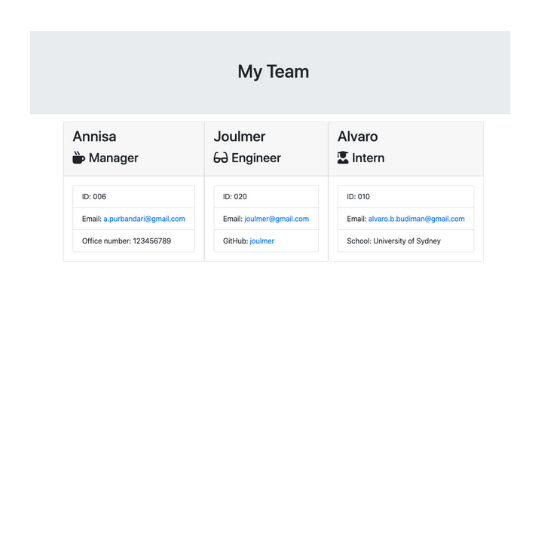 My Team
Annisa
Manager
ID: 006
Email: a.purbandari@gmail.com
Office number: 123456789
Joulmer
Engineer
ID: 020
Email: joulmer@gmail.com
GitHub: joulmer
Alvaro
Intern
ID: 010
Email: alvaro.b.budiman@gmail.com
School: University of Sydney